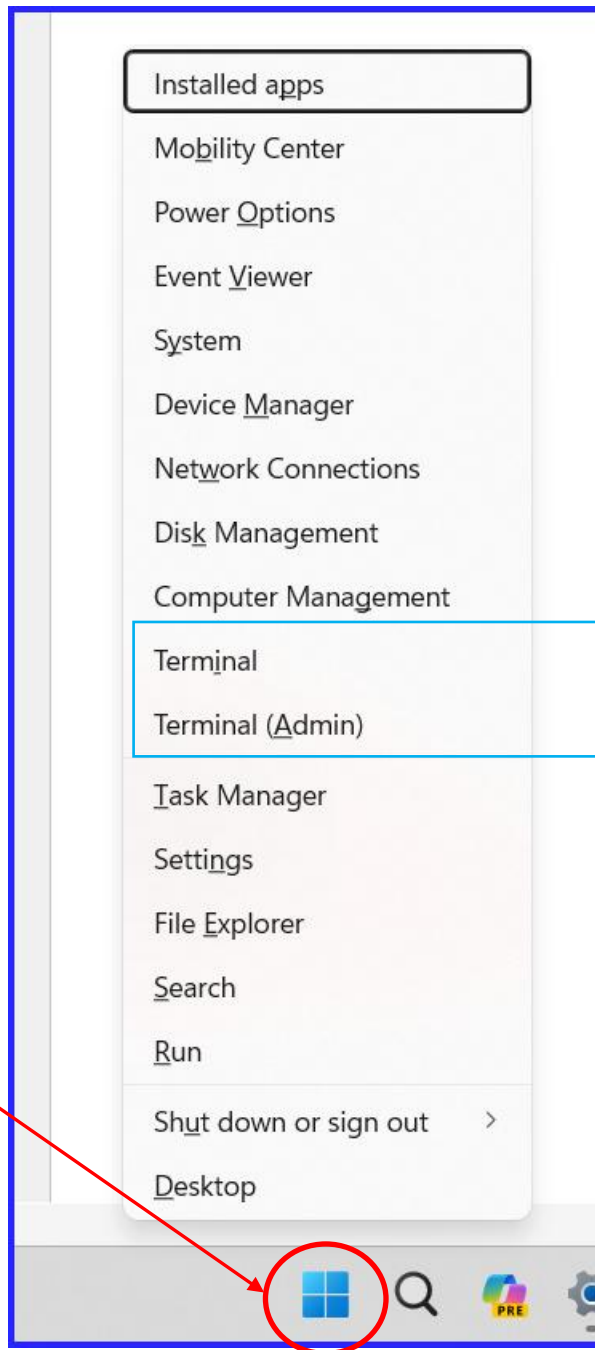 Installed apps
Mobility Center
Power Options
Event Viewer
System
Device Manager
Network Connections
Disk Management
Computer Management
Terminal
Terminal (Admin)
Task Manager
Settings
File Explorer
Search
Run
Shut down or sign out
Desktop
PRE